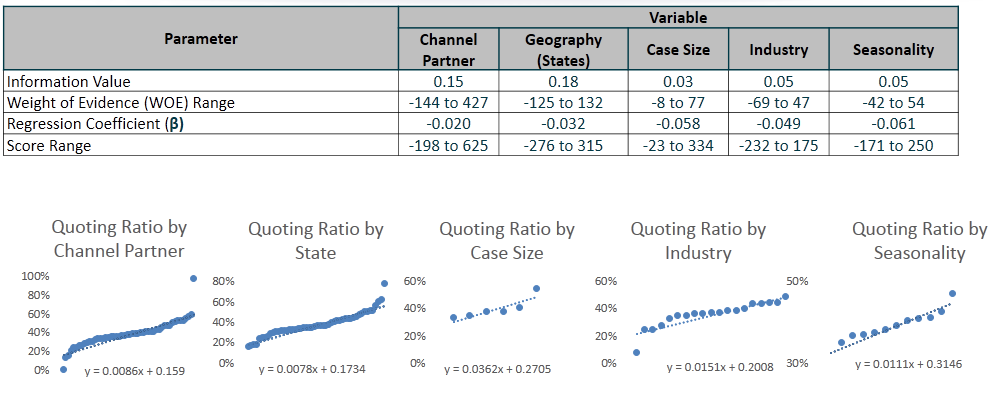 Parameter
Variable
Channel Partner
Geography (States)
Case Size
Industry
Seasonality
Information Value 0.15 0.18 0.03 0.05 0.05
Weight of Evidence (WOE) Range -144 to 427 -125 to 132 -8 to 77 -69 to 47 -42 to 54
Regression Coefficient (β) -0.020 -0.032 -0.058 -0.049 -0.061
Score Range -198 to 625 -276 to 315 -23 to 334 -232 to 175 -171 to 250
Quoting Ratio by
Channel Partner
100%
80%
60%
40%
20%
0%
y = 0.0086x + 0.159
Quoting Ratio by
State
80%
60%
40%
20%
0%
y = 0.0078x + 0.1734
Quoting Ratio by
Case Size
60%
40%
20%
0%
y = 0.0362x + 0.2705
Quoting Ratio by
Industry
60%
40%
20%
0%
y = 0.0151x + 0.2008
Quoting Ratio by
Seasonality
50%
30%
y = 0.0111x + 0.3146